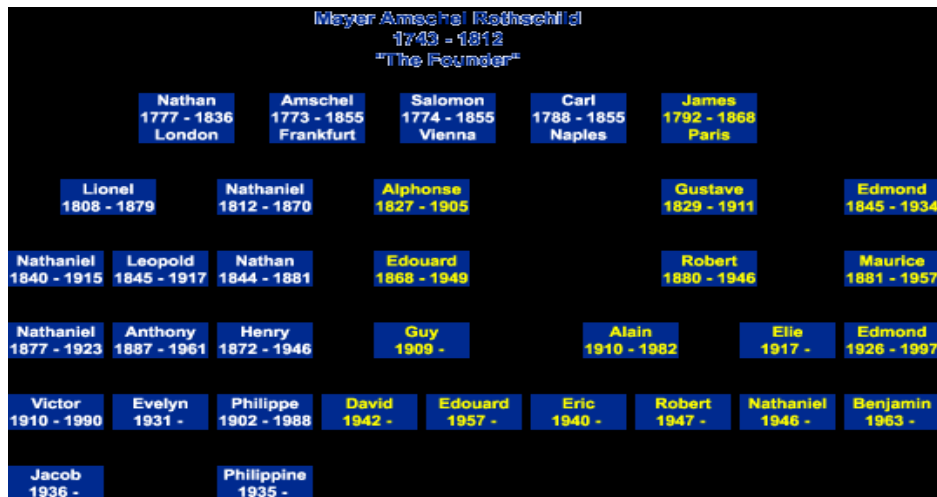 Mayer Amschel Rothschild
1743 - 1812
"The Founder"
Nathan
1777 - 1836
London
Amschel
1773 - 1855
Frankfurt
Salomon
1774 - 1855
Vienna
Carl
1788 - 1855
Naples
James
1792 - 1868
Paris
Lionel
1808 - 1879
Nathaniel
1812 - 1870
Alphonse
1827 - 1905
Gustave
1829 - 1911
Edmond
1845 - 1934
Nathaniel
1840 - 1915
Leopold
1845 - 1917
Nathan
1844 - 1881
Edouard
1868 - 1949
Robert
1880 - 1946
Maurice
1881 - 1957
Nathaniel
1877 - 1923
Anthony
1887 - 1961
Henry
1872 - 1946
Guy
1909 -
Alain
1910 - 1982
Elie
1917 -
Edmond
1926 - 1997
Victor
1910 - 1990
Evelyn
1931 -
Philippe
1902 - 1988
David
1942 -
Edouard
1957 -
Eric
1940 -
Robert
1947 -
Nathaniel
1946 -
Benjamin
1963 -
Jacob
1936 -
Philippine
1935 -